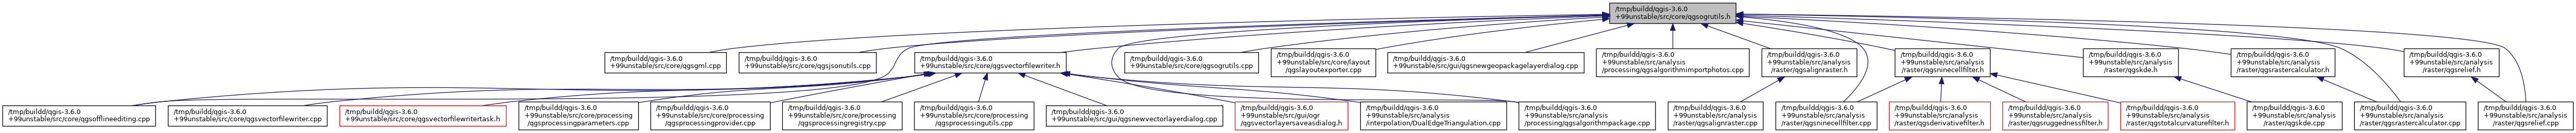 /tmp/buildd/qgis-3.6.0
+99unstable/src/core/qgsogrutils.h
/tmp/buildd/qgis-3.6.0
+99unstable/src/core/qgsgml.cpp
/tmp/buildd/qgis-3.6.0
+99unstable/src/core/qgsjsonutils.cpp
/tmp/buildd/qgis-3.6.0
+99unstable/src/core/qgsvectorfilewriter.h
/tmp/buildd/qgis-3.6.0
+99unstable/src/core/qgsogrutils.cpp
/tmp/buildd/qgis-3.6.0
+99unstable/src/core/layout
/qgslayoutexporter.cpp
/tmp/buildd/qgis-3.6.0
+99unstable/src/gui/qgsnewgeopackagelayerdialog.cpp
/tmp/buildd/qgis-3.6.0
+99unstable/src/analysis
/processing/qgsalgorithmimportphotos.cpp
/tmp/buildd/qgis-3.6.0
+99unstable/src/analysis
/raster/qgsalignraster.h
/tmp/buildd/qgis-3.6.0
+99unstable/src/analysis
/raster/qgsninecellfilter.h
/tmp/buildd/qgis-3.6.0
+99unstable/src/analysis
/raster/qgskde.h
/tmp/buildd/qgis-3.6.0
+99unstable/src/analysis
/raster/qgsrastercalculator.h
/tmp/buildd/qgis-3.6.0
+99unstable/src/analysis
/raster/qgsrelief.h
/tmp/buildd/qgis-3.6.0
+99unstable/src/core/qgsofflineediting.cpp
/tmp/buildd/qgis-3.6.0
+99unstable/src/core/qgsvectorfilewriter.cpp
/tmp/buildd/qgis-3.6.0
+99unstable/src/core/qgsvectorfilewritertask.h
/tmp/buildd/qgis-3.6.0
+99unstable/src/core/processing
/qgsprocessingparameters.cpp
/tmp/buildd/qgis-3.6.0
+99unstable/src/core/processing
/qgsprocessingprovider.cpp
/tmp/buildd/qgis-3.6.0
+99unstable/src/core/processing
/qgsprocessingregistry.cpp
/tmp/buildd/qgis-3.6.0
+99unstable/src/core/processing
/qgsprocessingutils.cpp
/tmp/buildd/qgis-3.6.0
+99unstable/src/gui/qgsnewvectorlayerdialog.cpp
/tmp/buildd/qgis-3.6.0
+99unstable/src/gui/ogr
/qgsvectorlayersaveasdialog.h
/tmp/buildd/qgis-3.6.0
+99unstable/src/analysis
/interpolation/DualEdgeTriangulation.cpp
/tmp/buildd/qgis-3.6.0
+99unstable/src/analysis
/processing/qgsalgorithmpackage.cpp
/tmp/buildd/qgis-3.6.0
+99unstable/src/analysis
/raster/qgsalignraster.cpp
/tmp/buildd/qgis-3.6.0
+99unstable/src/analysis
/raster/qgsninecellfilter.cpp
/tmp/buildd/qgis-3.6.0
+99unstable/src/analysis
/raster/qgsderivativefilter.h
/tmp/buildd/qgis-3.6.0
+99unstable/src/analysis
/raster/qgsruggednessfilter.h
/tmp/buildd/qgis-3.6.0
+99unstable/src/analysis
/raster/qgstotalcurvaturefilter.h
/tmp/buildd/qgis-3.6.0
+99unstable/src/analysis
/raster/qgskde.cpp
/tmp/buildd/qgis-3.6.0
+99unstable/src/analysis
/raster/qgsrastercalculator.cpp
/tmp/buildd/qgis-3.6.0
+99unstable/src/analysis
/raster/qgsrelief.cpp